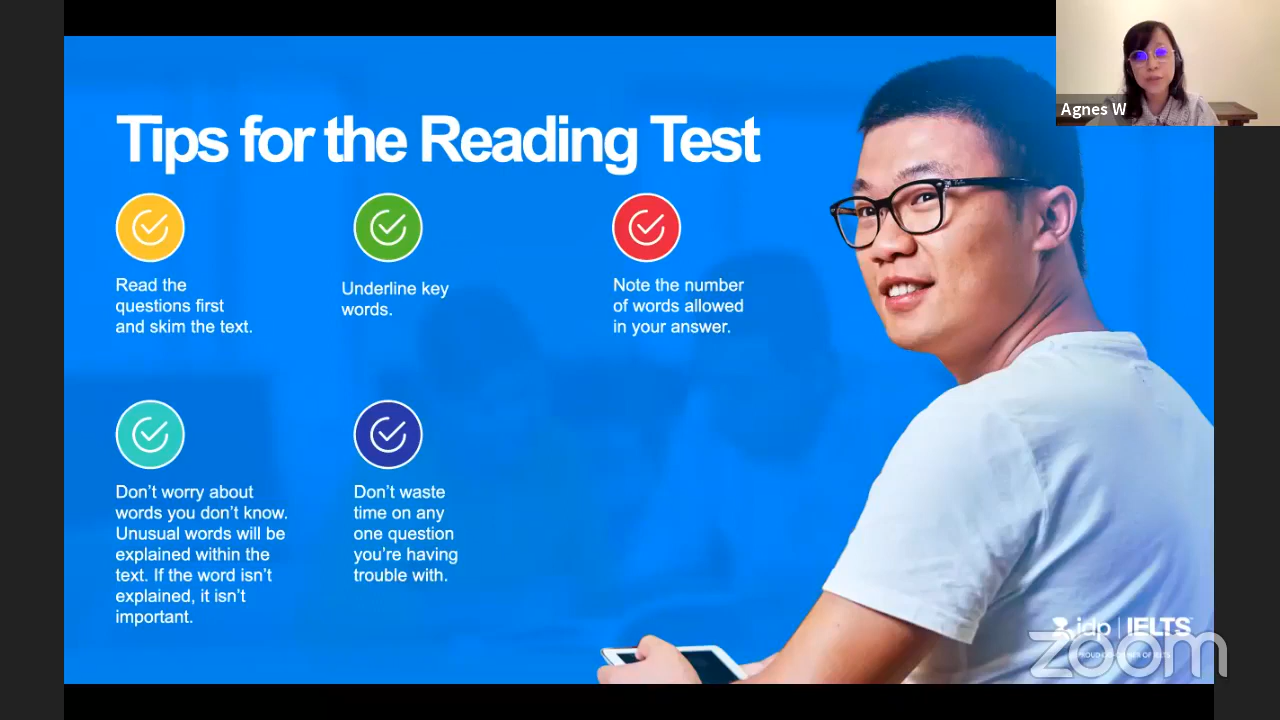 Agnes W
Tips for the Reading Test
Read the
questions first
and skim the text.
Underline key
words.
Note the number
of words allowed
in your answer.
Don't worry about
words you don't know.
Unusual words will be
explained within the
text. If the word isn't
explained, it isn't
important.
Don't waste
time on any
one question
you're having
trouble with.
idp | IELTS
zoom